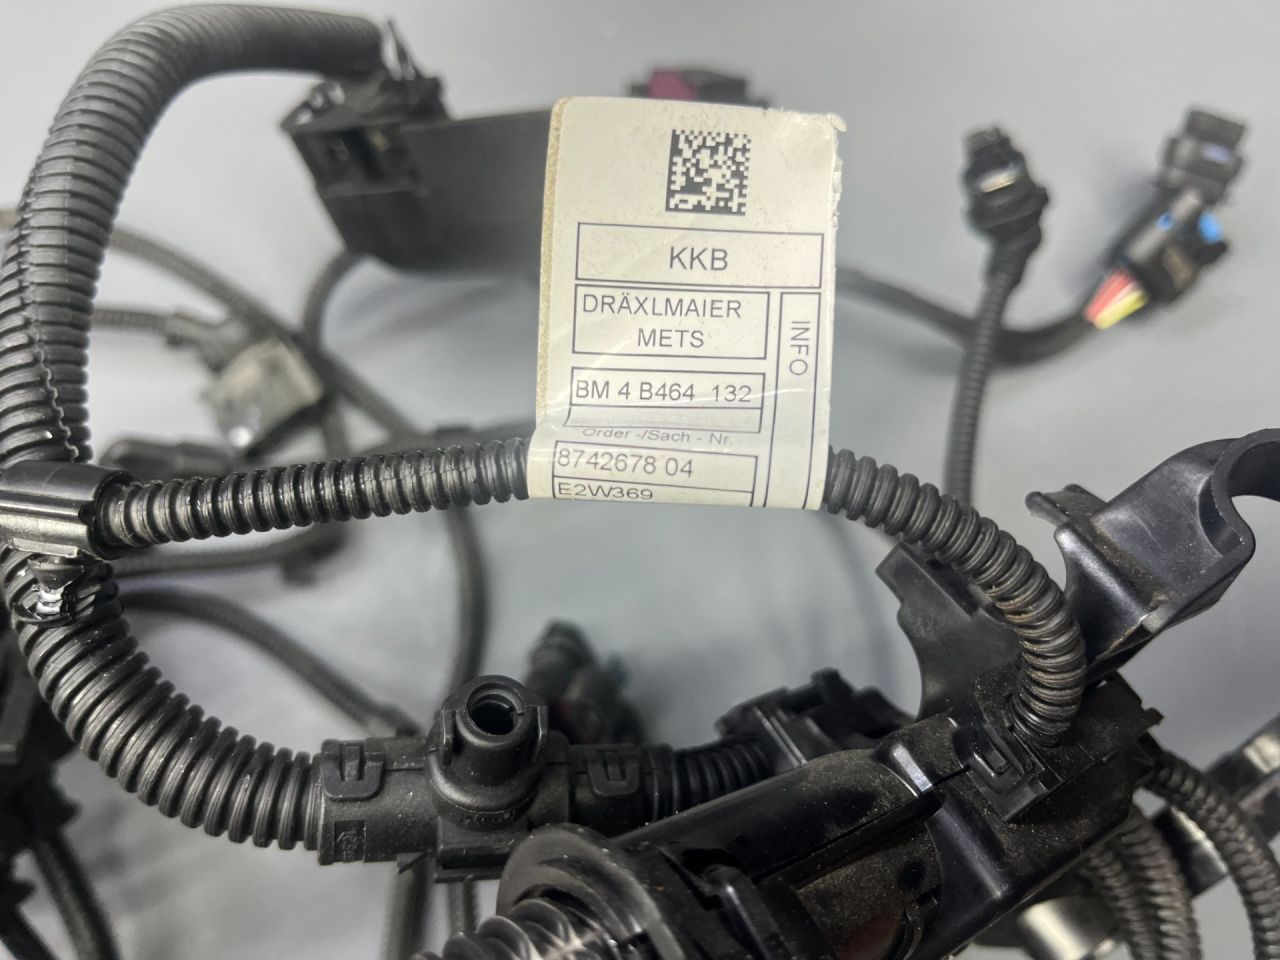 KKB
DRÄXLMAIER
METS
INFO
BM 4 B464 132
Order -/Sach - Nr.
8742678 04
E2W369